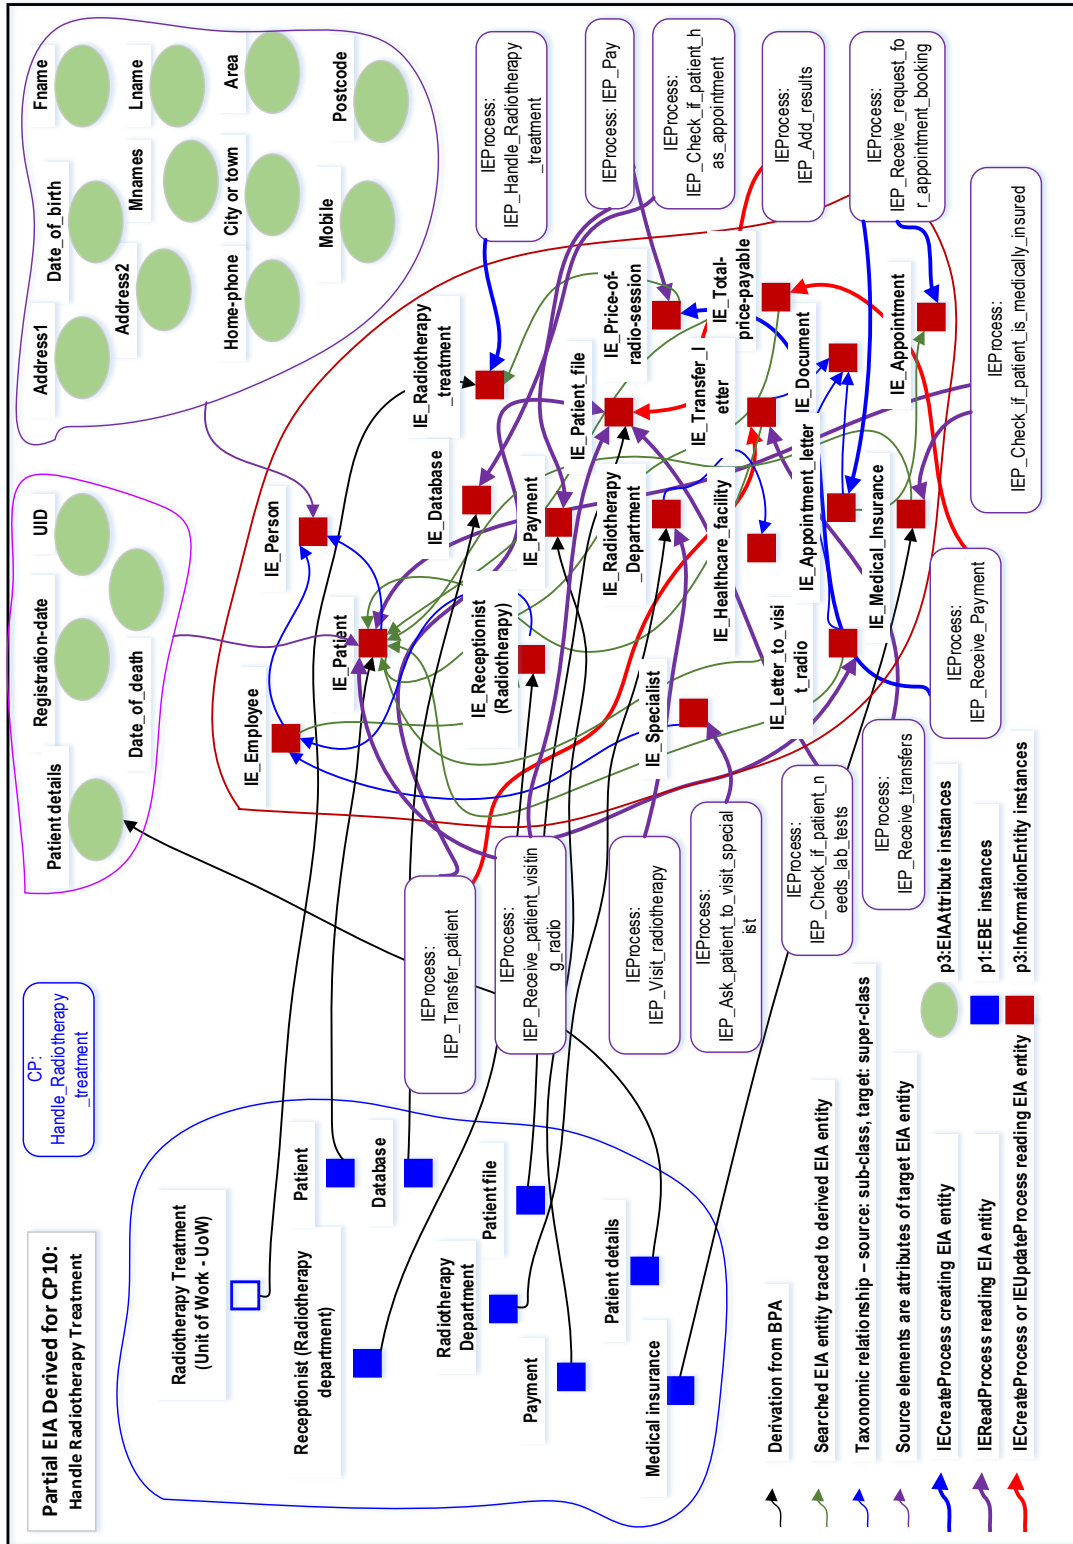 Partial EIA Derived for CP10:
Handle Radiotherapy Treatment
CP:
Handle_Radiotherapy
_treatment
Patient details
Registration-date
UID
Date_of_death
Address1
Date_of_birth
Fname
Address2
Mnames
Lname
Home-phone
City or town
Area
Mobile
Postcode
Radiotherapy Treatment
(Unit of Work - UoW)
Patient
Receptionist (Radiotherapy
department)
Database
Radiotherapy
Department
Patient file
Payment
Patient details
Medical insurance
IE_Employee
IE_Person
IE_Patient
IE_Radiotherapy
_treatment
IE_Database
IE_Receptionist
(Radiotherapy)
IE_Payment
IE_Patient_file
IE_Radiotherapy
_Department
IE_Price-of-
radio-session
IE_Specialist
IE_Healthcare_facility
IE_Transfer_l
etter
IE_Total-
price-payable
IE_Letter_to_visi
t_radio
IE_Appointment_letter
IE_Document
IE_Medical_Insurance
IE_Appointment
IEProcess:
IEP_Handle_Radiotherapy
_treatment
IEProcess: IEP_Pay
IEProcess:
IEP_Check_if_patient_h
as_appointment
IEProcess:
IEP_Add_results
IEProcess:
IEP_Receive_request_fo
r_appointment_booking
IEProcess:
IEP_Check_if_patient_is_medically_insured
IEProcess:
IEP_Transfer_patient
IEProcess:
IEP_Receive_patient_visitin
g_radio
IEProcess:
IEP_Visit_radiotherapy
IEProcess:
IEP_Ask_patient_to_visit_special
ist
IEProcess:
IEP_Check_if_patient_n
eeds_lab_tests
IEProcess:
IEP_Receive_transfers
IEProcess:
IEP_Receive_Payment
Derivation from BPA
Searched EIA entity traced to derived EIA entity
Taxonomic relationship – source: sub-class, target: super-class
Source elements are attributes of target EIA entity
IECreateProcess creating EIA entity
IEReadProcess reading EIA entity
IECreateProcess or IEUpdateProcess reading EIA entity
p3:EIAAttribute instances
p1:EBE instances
p3:InformationEntity instances